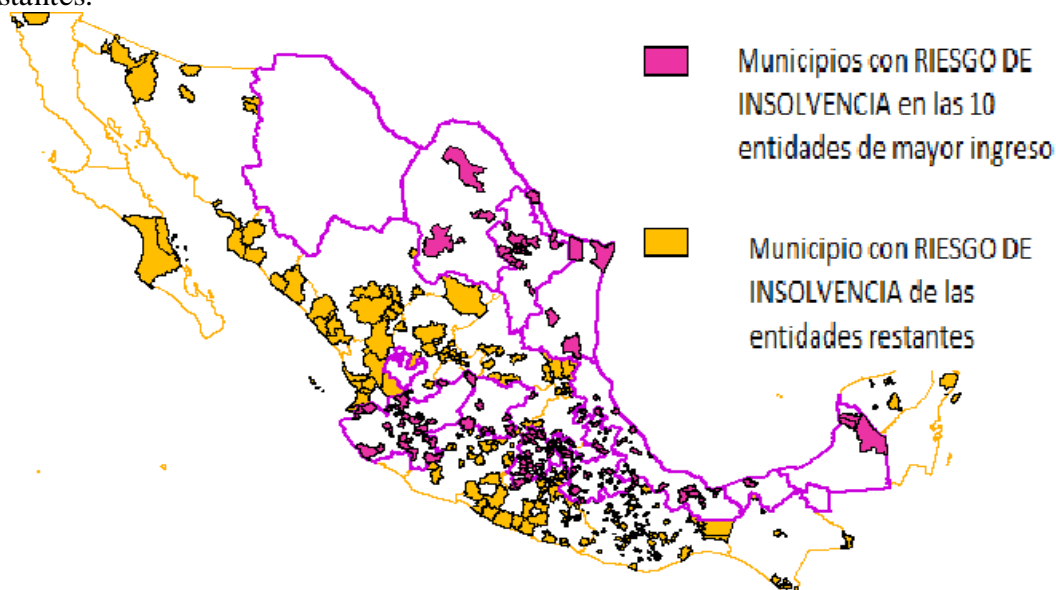 stantes.
Municipios con RIESGO DE
INSOLVENCIA en las 10
entidades de mayor ingreso
Municipio con RIESGO DE
INSOLVENCIA de las
entidades restantes